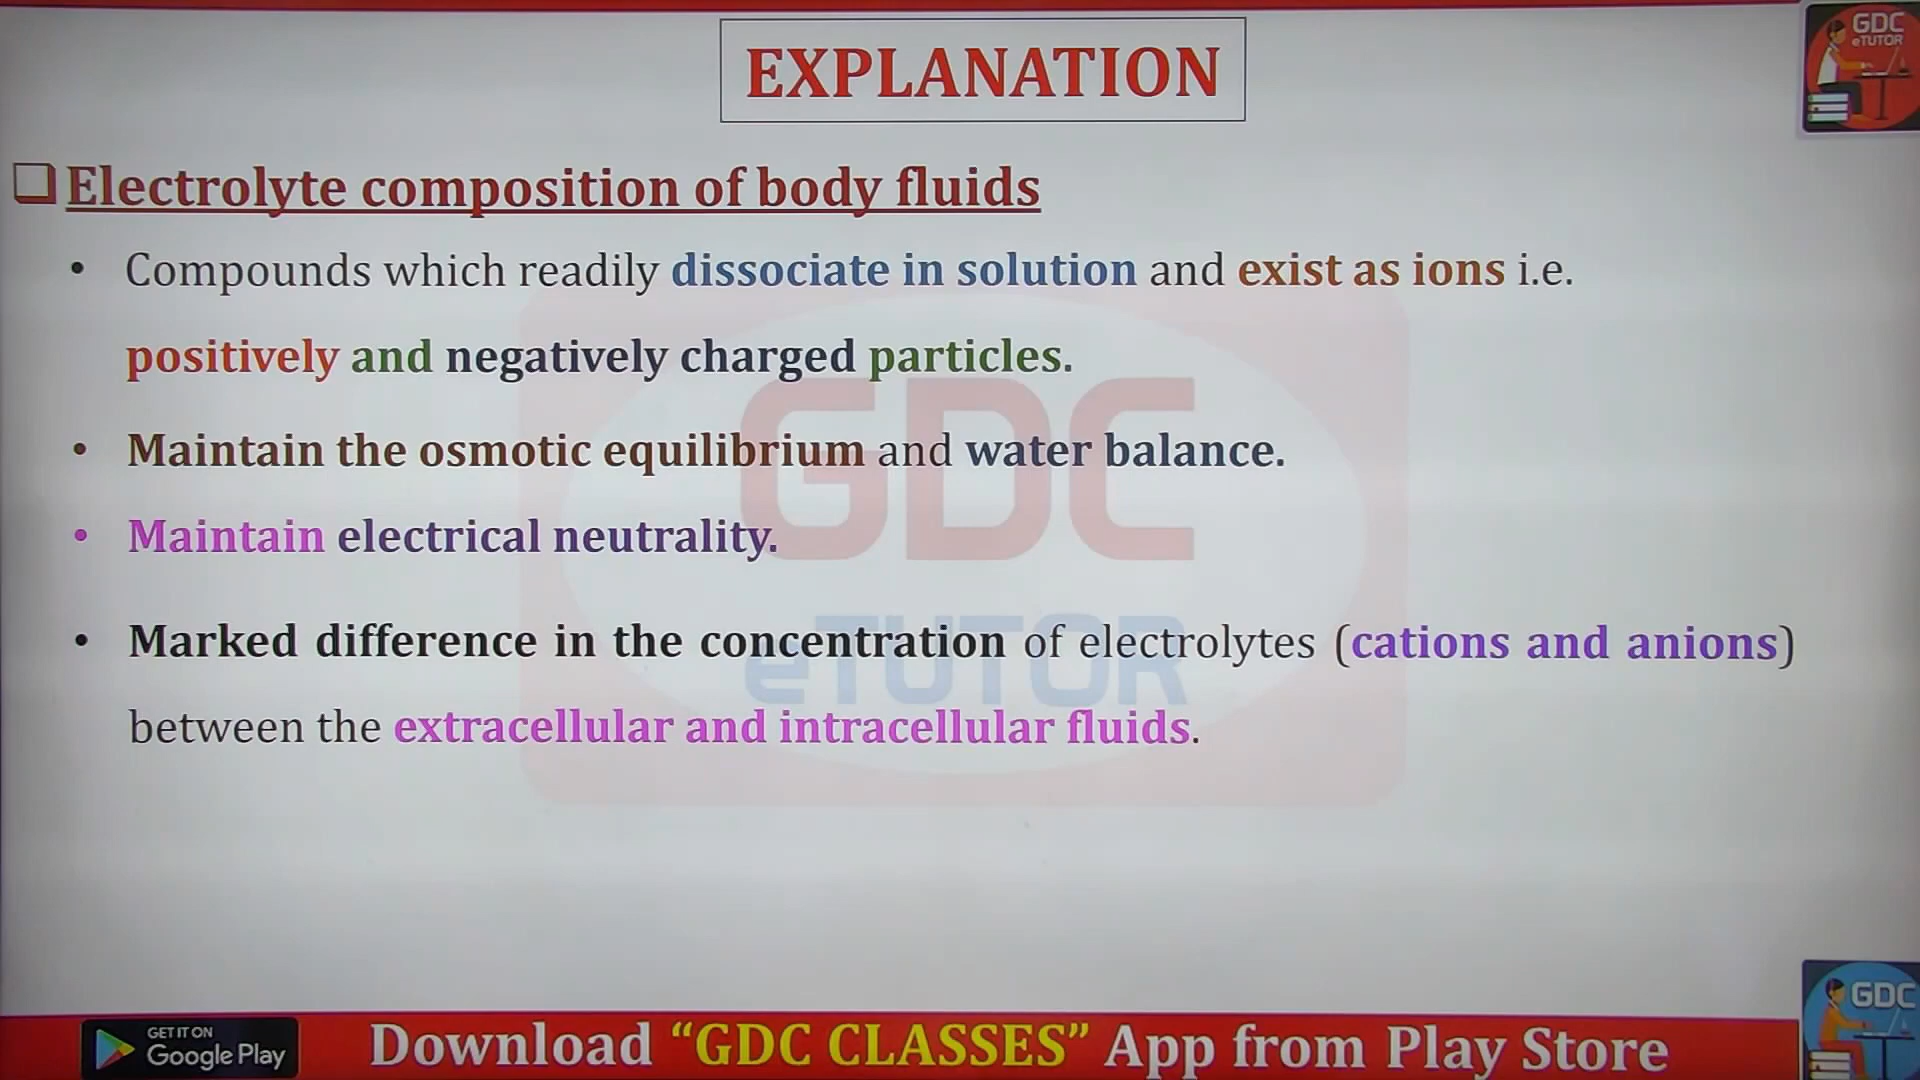 EXPLANATION
GDC
eTUTOR
❑ Electrolyte composition of body fluids
• Compounds which readily dissociate in solution and exist as ions i.e.
positively and negatively charged particles.
• Maintain the osmotic equilibrium and water balance.
• Maintain electrical neutrality.
• Marked difference in the concentration of electrolytes (cations and anions)
between the extracellular and intracellular fluids.
GDC
eTUTOR
GDC
GET IT ON
Google Play
Download “GDC CLASSES” App from Play Store